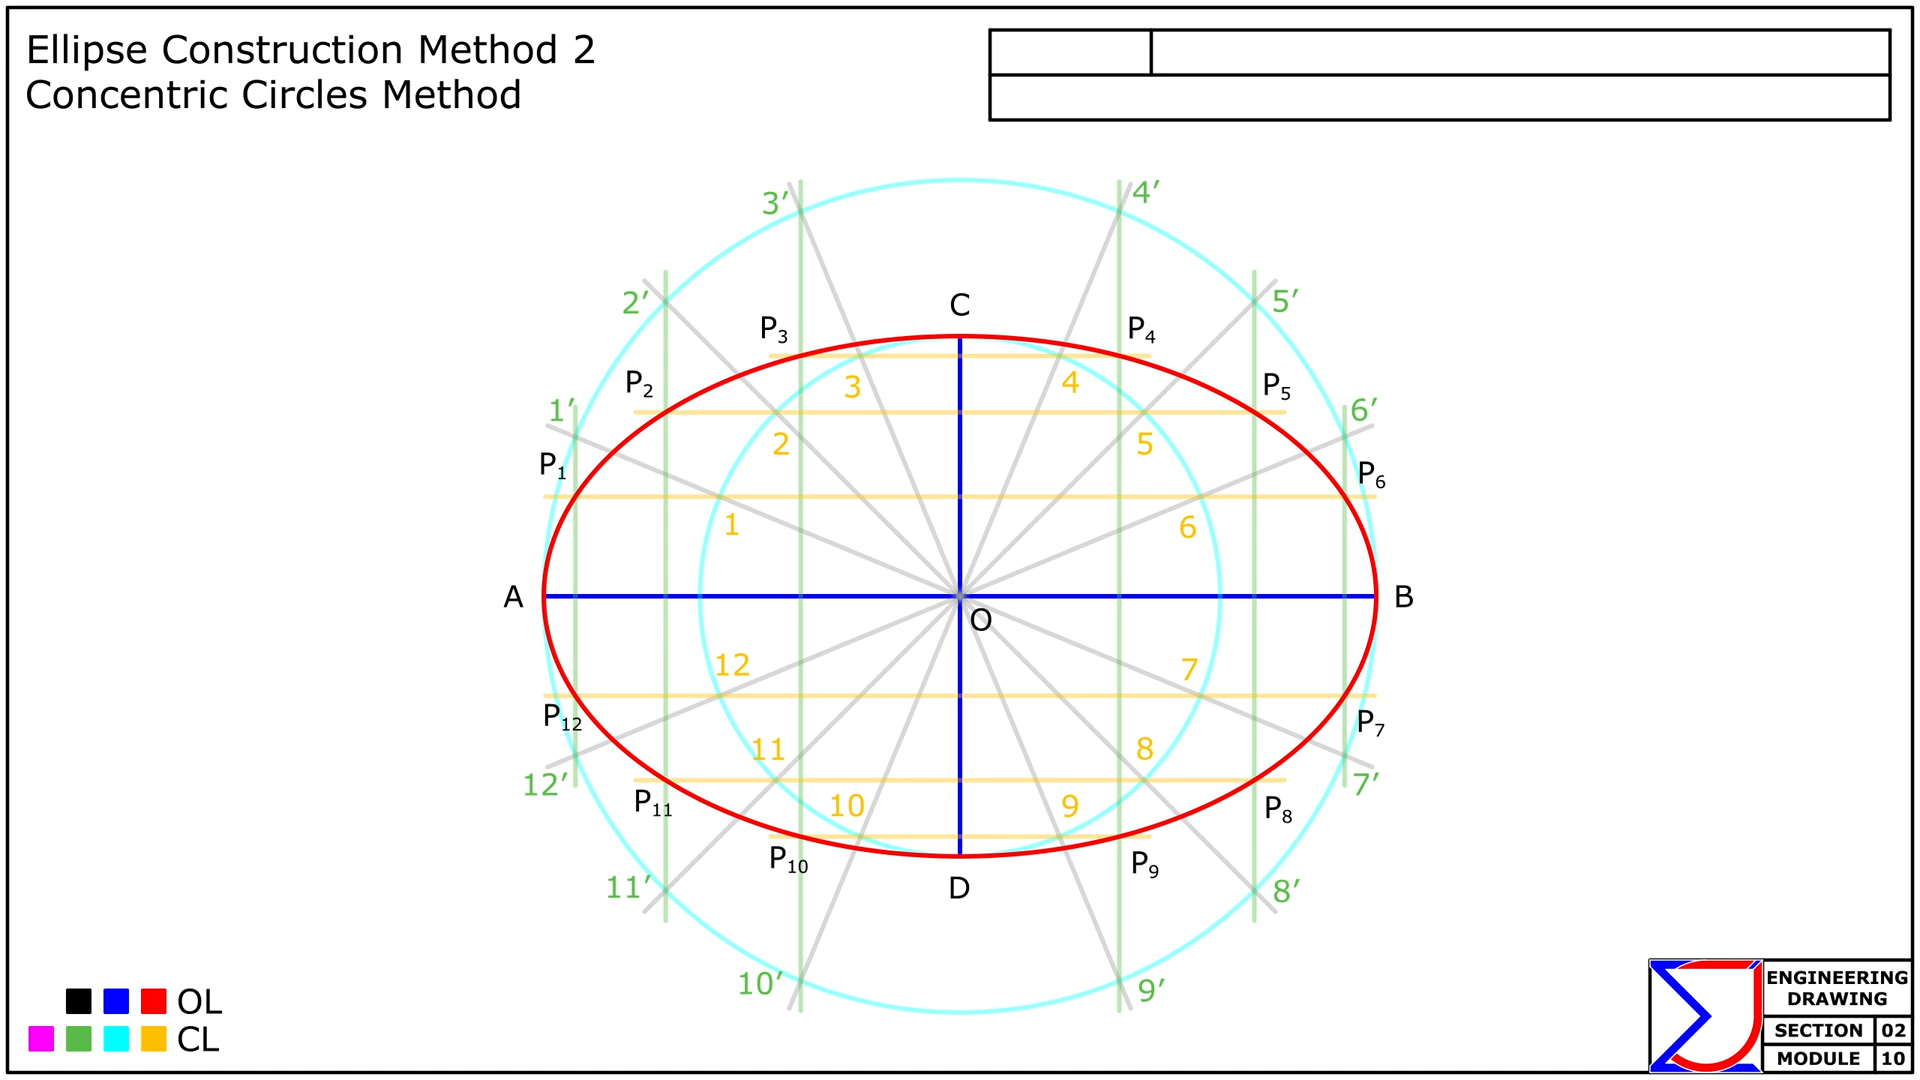 Ellipse Construction Method 2
Concentric Circles Method
3′ 4′
2′ 5′
C
P3 P4
3 4
P2 P5
1′ 6′
2 5
P1 P6
1 6
A B
O
12 7
P12 P7
11 8
12′ 7′
10 9
P11 P8
P10 P9
11′ D 8′
10′ 9′
OL
CL
ENGINEERING
DRAWING
SECTION 02
MODULE 10